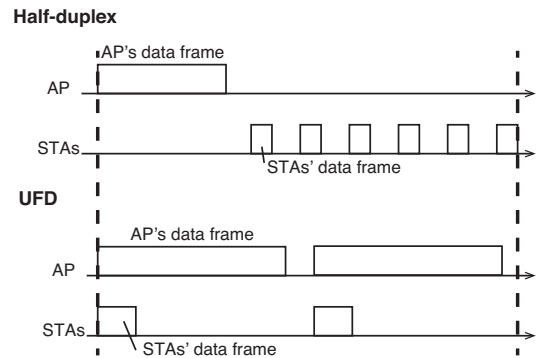 Half-duplex
AP's data frame
AP
STAs
STAs' data frame
UFD
AP's data frame
AP
STAs
STAs' data frame